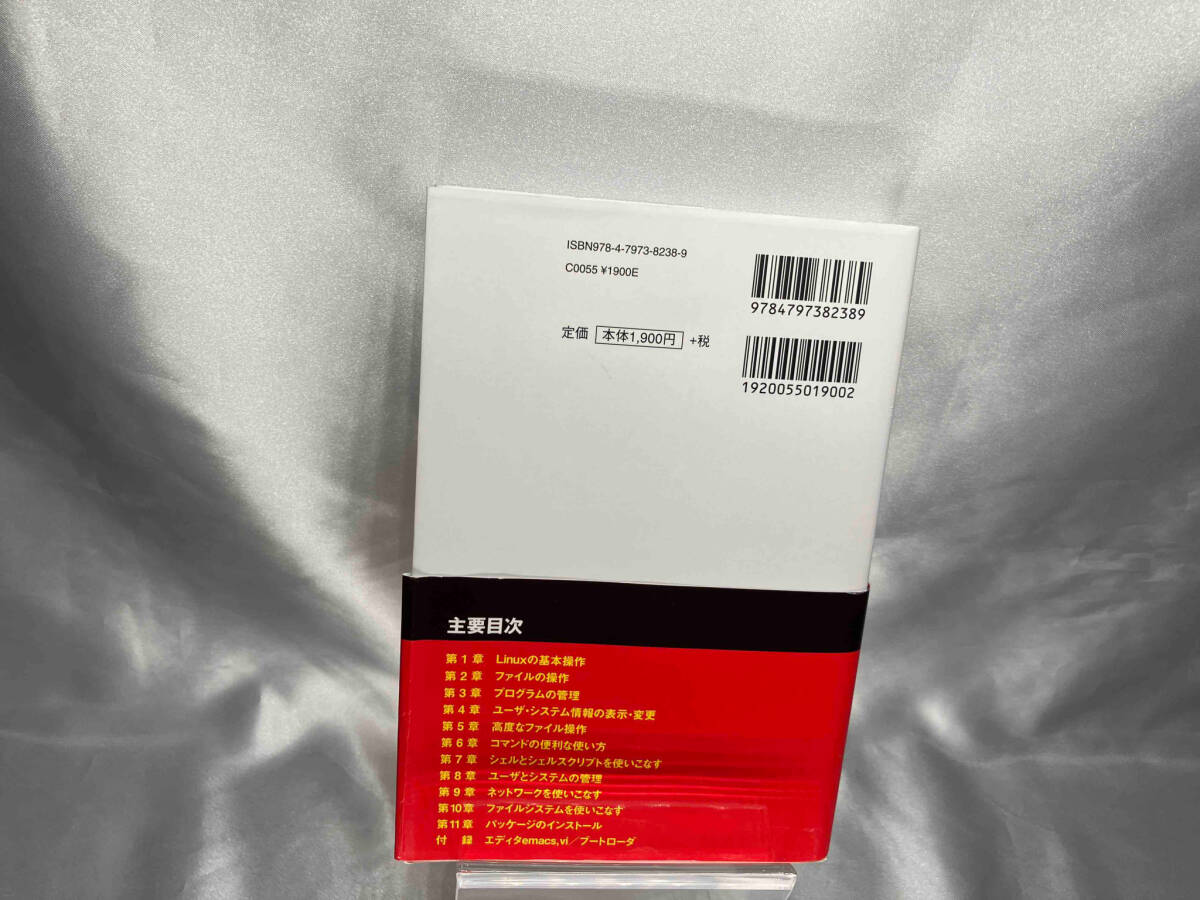 ISBN978-4-7973-8238-9
C0055 ¥1900E
9784797382389
定価 本体1,900円 +税
1920055019002
主要目次
第1章 Linuxの基本操作
第2章 ファイルの操作
第3章 プログラムの管理
第4章 ユーザ・システム情報の表示・変更
第5章 高度なファイル操作
第6章 コマンドの便利な使い方
第7章 シェルとシェルスクリプトを使いこなす
第8章 ユーザとシステムの管理
第9章 ネットワークを使いこなす
第10章 ファイルシステムを使いこなす
第11章 パッケージのインストール
付 録 エディタemacs,vi／ブートローダ